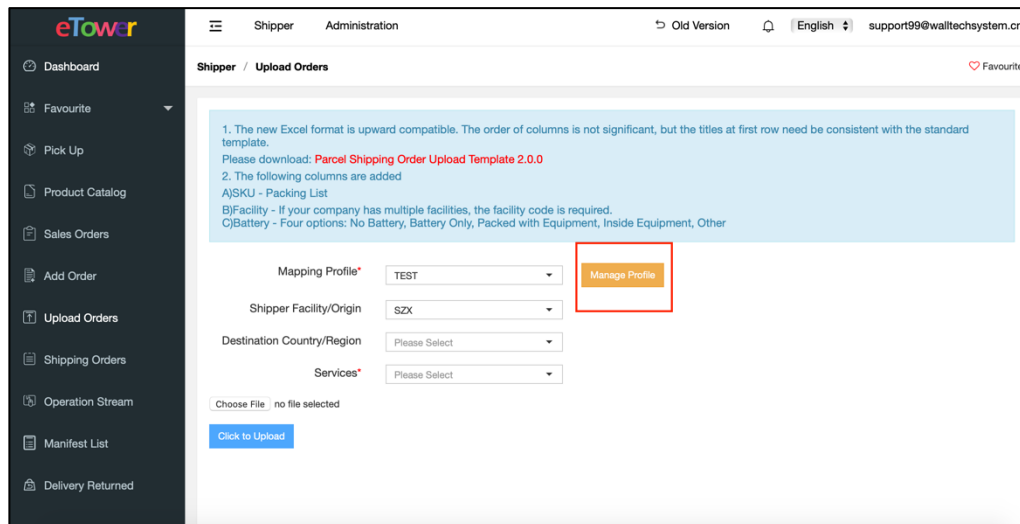 eTower
Shipper Administration Old Version English support99@walltechsystem.cn
Dashboard
Favourite
Pick Up
Product Catalog
Sales Orders
Add Order
Upload Orders
Shipping Orders
Operation Stream
Manifest List
Delivery Returned
Shipper / Upload Orders Favourite
1. The new Excel format is upward compatible. The order of columns is not significant, but the titles at first row need be consistent with the standard
template.
Please download: Parcel Shipping Order Upload Template 2.0.0
2. The following columns are added
A)SKU - Packing List
B)Facility - If your company has multiple facilities, the facility code is required.
C)Battery - Four options: No Battery, Battery Only, Packed with Equipment, Inside Equipment, Other
Mapping Profile* TEST Manage Profile
Shipper Facility/Origin SZX
Destination Country/Region Please Select
Services* Please Select
Choose File no file selected
Click to Upload